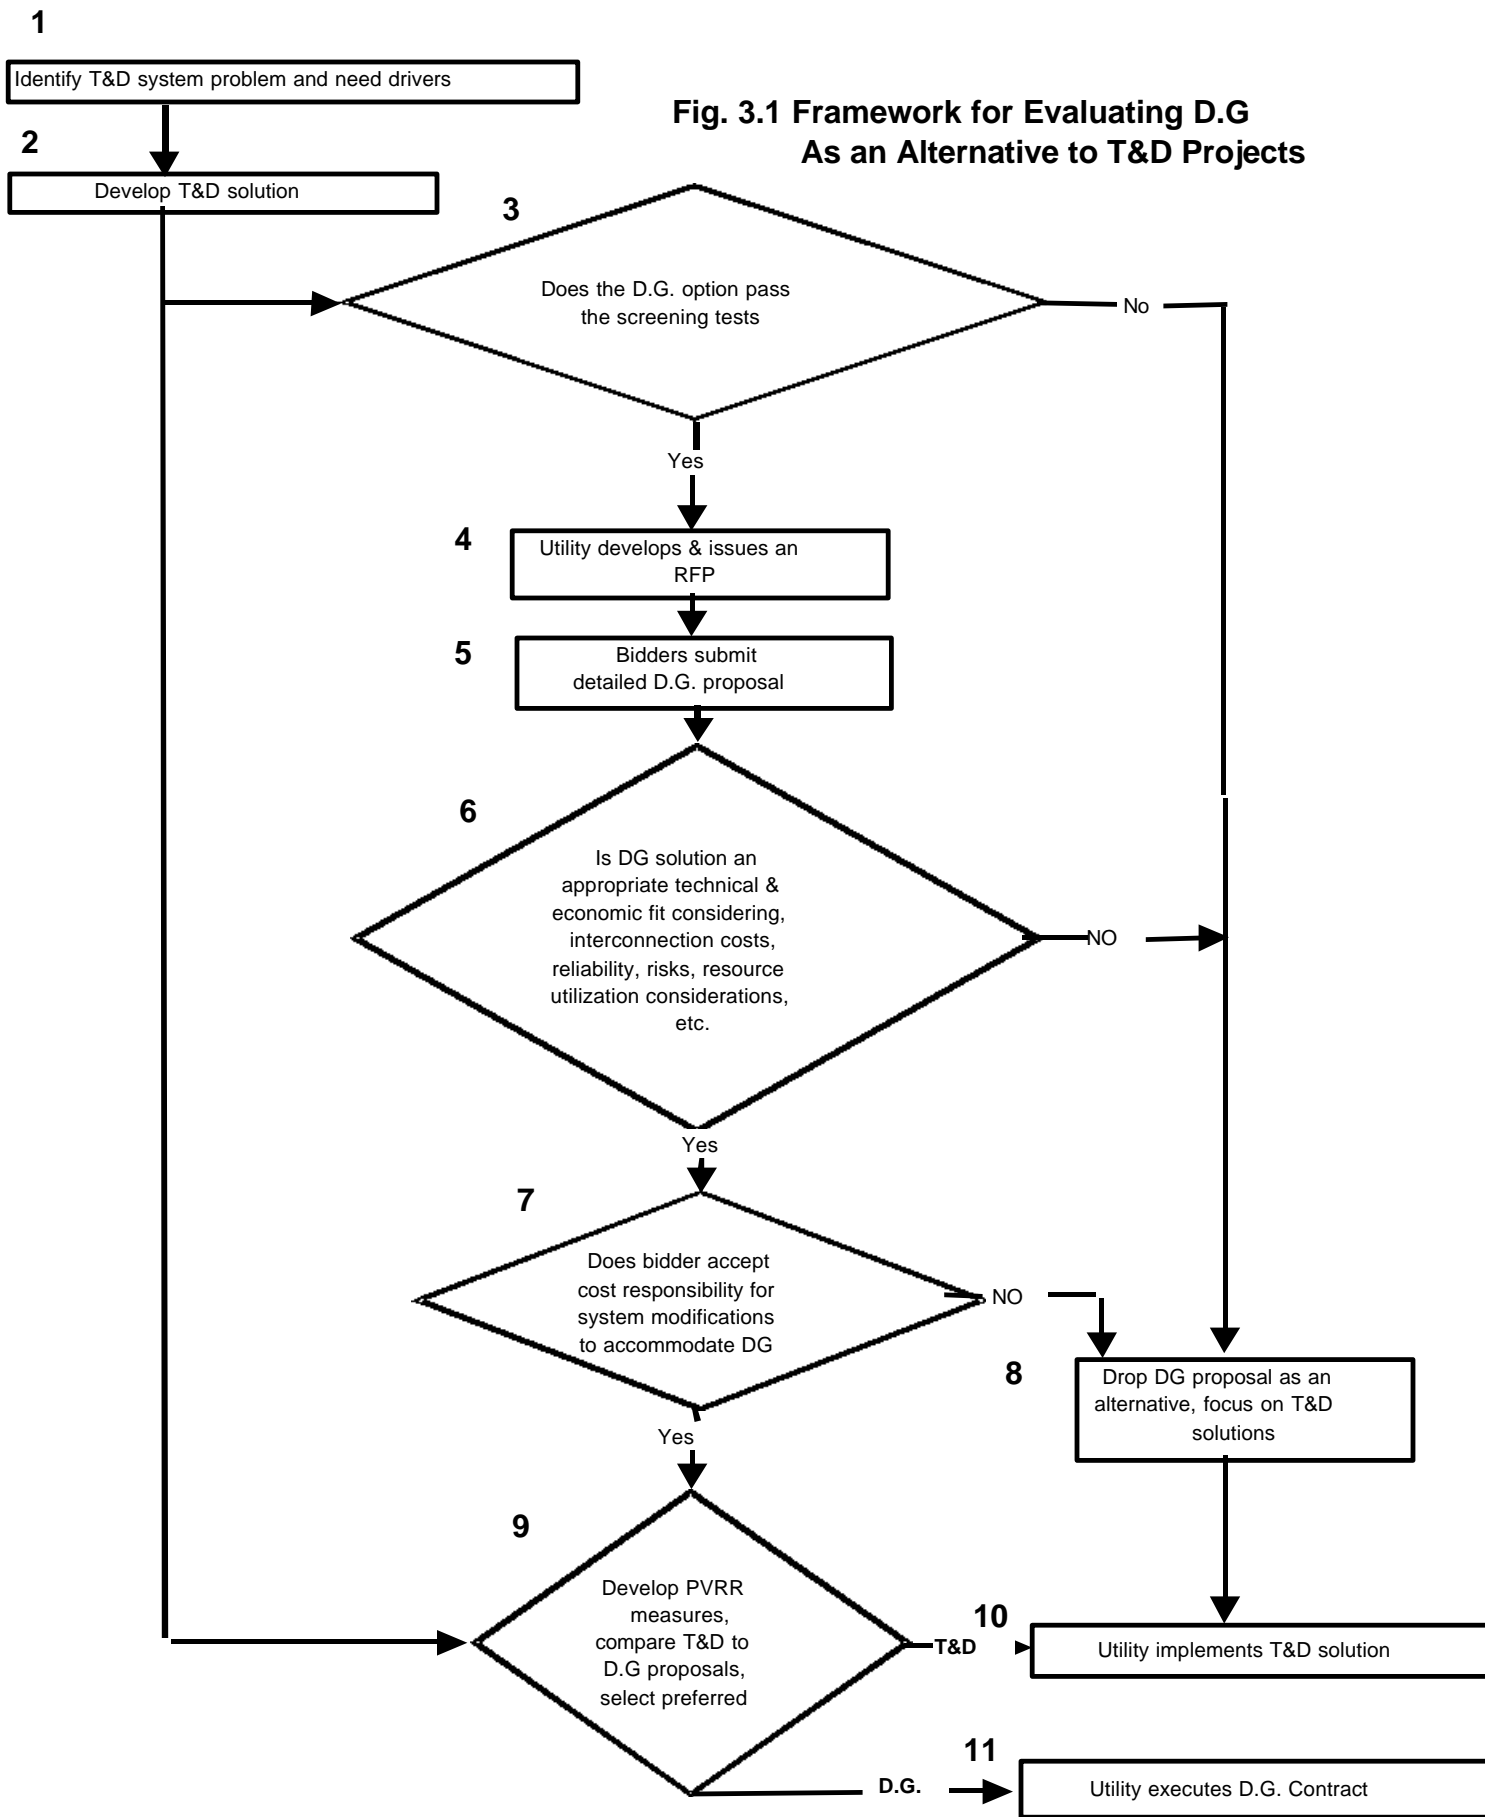 1
Identify T&D system problem and need drivers
Fig. 3.1 Framework for Evaluating D.G
As an Alternative to T&D Projects
2
Develop T&D solution
3
Does the D.G. option pass
the screening tests
No
Yes
4
Utility develops & issues an
RFP
5
Bidders submit
detailed D.G. proposal
6
Is DG solution an
appropriate technical &
economic fit considering,
interconnection costs,
reliability, risks, resource
utilization considerations,
etc.
NO
Yes
7
Does bidder accept
cost responsibility for
system modifications
to accommodate DG
NO
8
Drop DG proposal as an
alternative, focus on T&D
solutions
Yes
9
Develop PVRR
measures,
compare T&D to
D.G proposals,
select preferred
T&D
10
Utility implements T&D solution
D.G.
11
Utility executes D.G. Contract